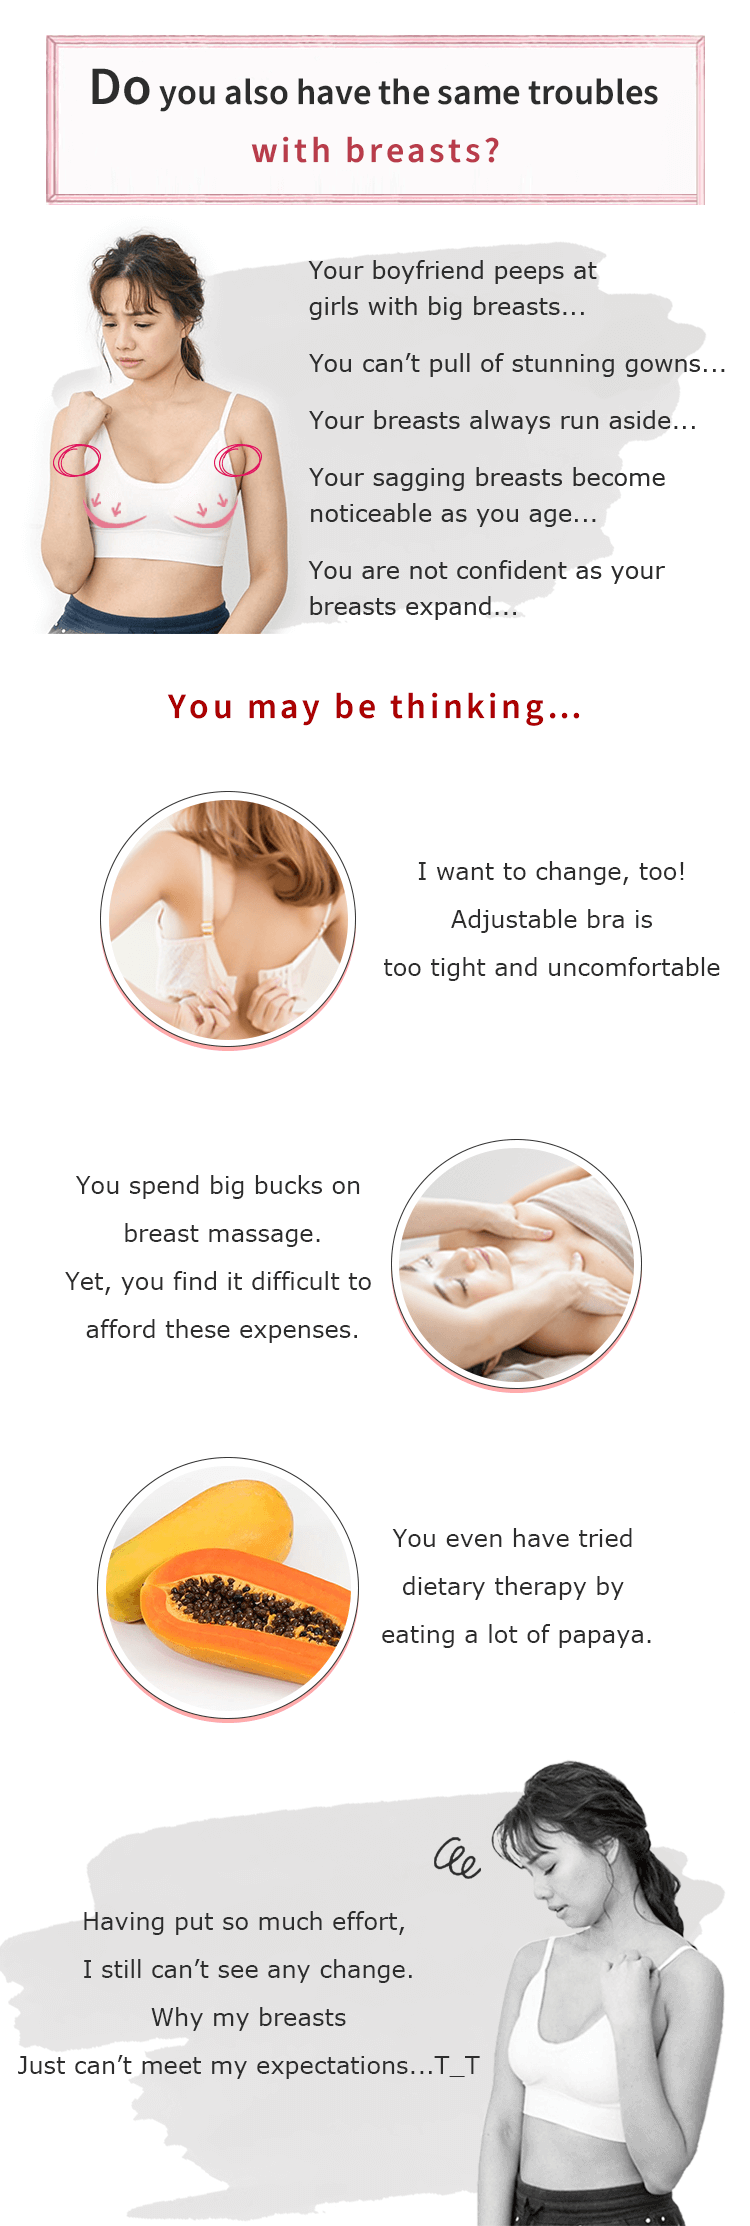 Do you also have the same troubles
with breasts?
Your boyfriend peeps at
girls with big breasts...
You can’t pull of stunning gowns...
Your breasts always run aside...
Your sagging breasts become
noticeable as you age...
You are not confident as your
breasts expand...
You may be thinking...
I want to change, too!
Adjustable bra is
too tight and uncomfortable
You spend big bucks on
breast massage.
Yet, you find it difficult to
afford these expenses.
You even have tried
dietary therapy by
eating a lot of papaya.
Having put so much effort,
I still can’t see any change.
Why my breasts
Just can’t meet my expectations...T_T